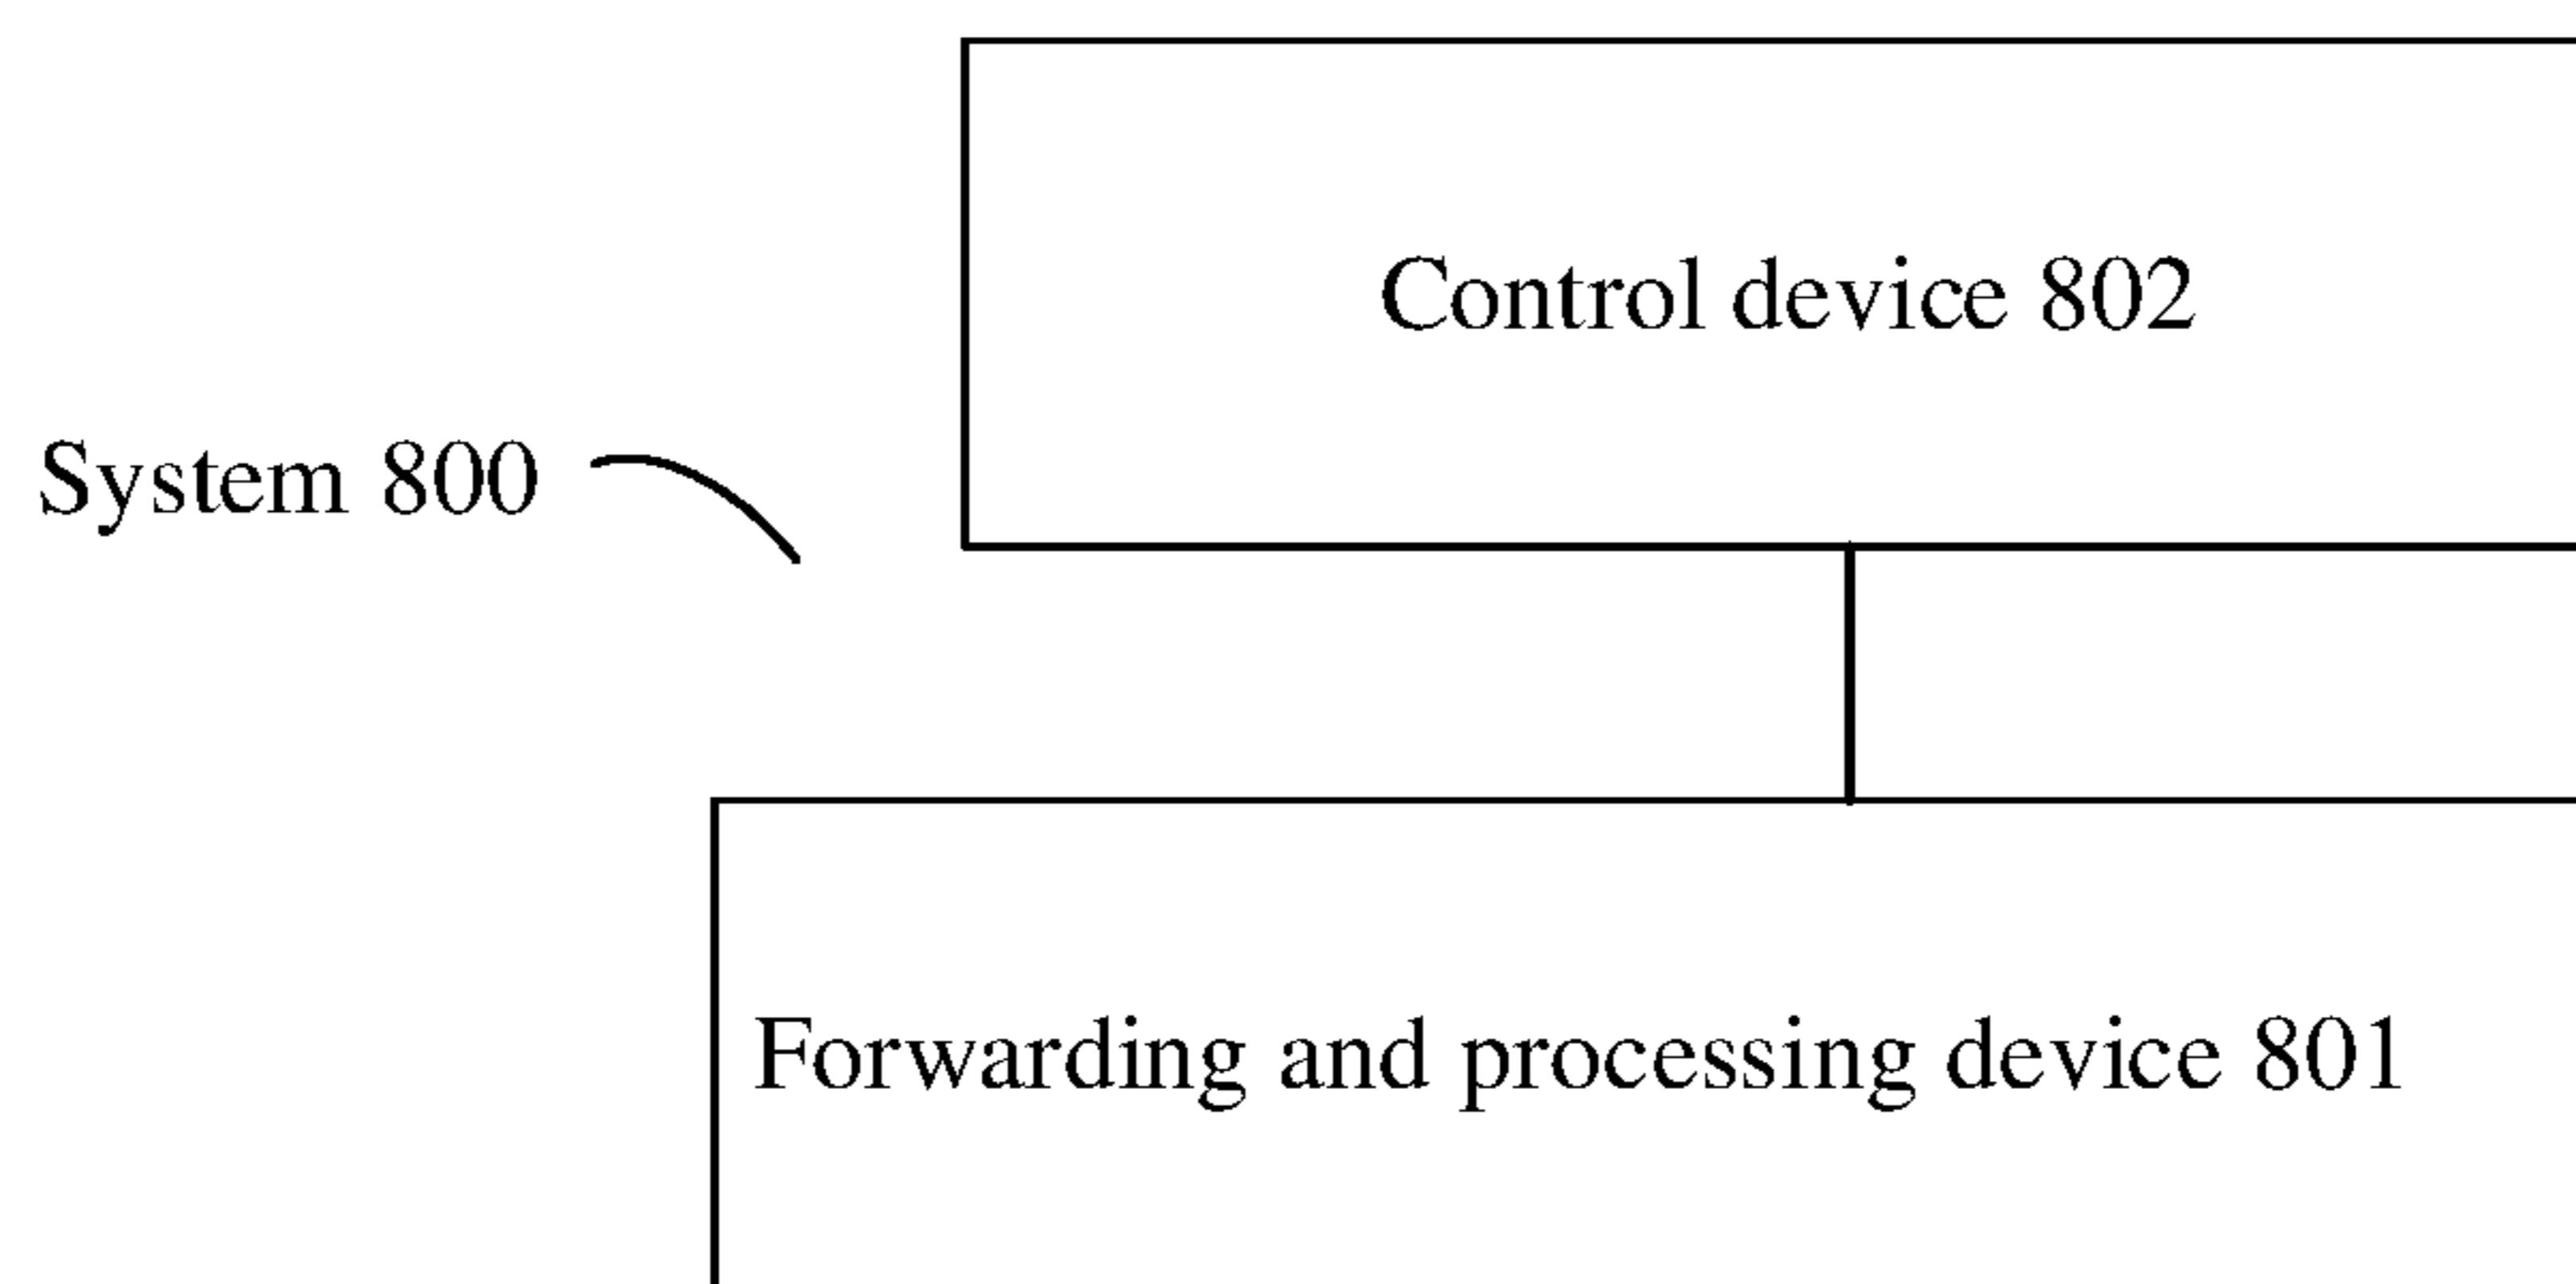 Control device 802
System 800
Forwarding and processing device 801